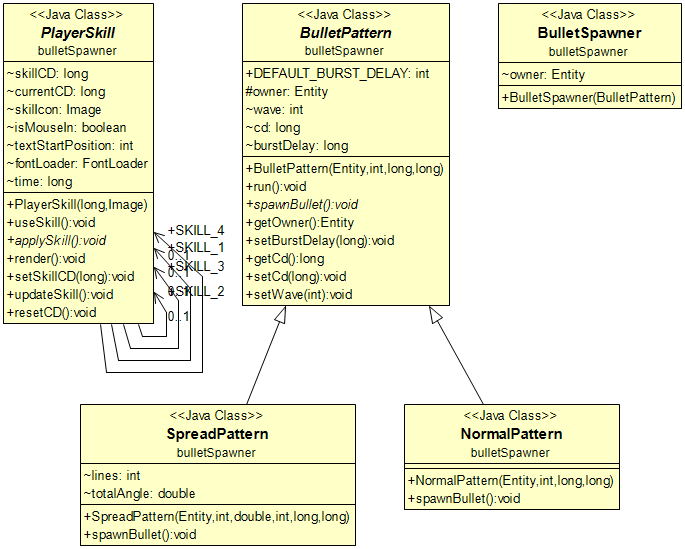 <<Java Class>>
PlayerSkill
bulletSpawner
~skillCD: long
~currentCD: long
~skillcon: Image
~isMouseIn: boolean
~textStartPosition: int
~fontLoader: FontLoader
~time: long
+PlayerSkill(long,Image)
+useSkill():void
+applySkill():void
+render():void
+setSkillCD(long):void
+updateSkill():void
+resetCD():void
+SKILL_4
+SKILL_1
0..1
+SKILL_3
0..1
+SKILL_2
0..1
<<Java Class>>
BulletPattern
bulletSpawner
+DEFAULT_BURST_DELAY: int
#owner: Entity
~wave: int
~cd: long
~burstDelay: long
+BulletPattern(Entity,int,long,long)
+run():void
+spawnBullet():void
+getOwner():Entity
+setBurstDelay(long):void
+getCd():long
+setCd(long):void
+setWave(int):void
<<Java Class>>
BulletSpawner
bulletSpawner
~owner: Entity
+BulletSpawner(BulletPattern)
<<Java Class>>
SpreadPattern
bulletSpawner
~lines: int
~totalAngle: double
+SpreadPattern(Entity,int,double,int,long,long)
+spawnBullet():void
<<Java Class>>
NormalPattern
bulletSpawner
+NormalPattern(Entity,int,long,long)
+spawnBullet():void